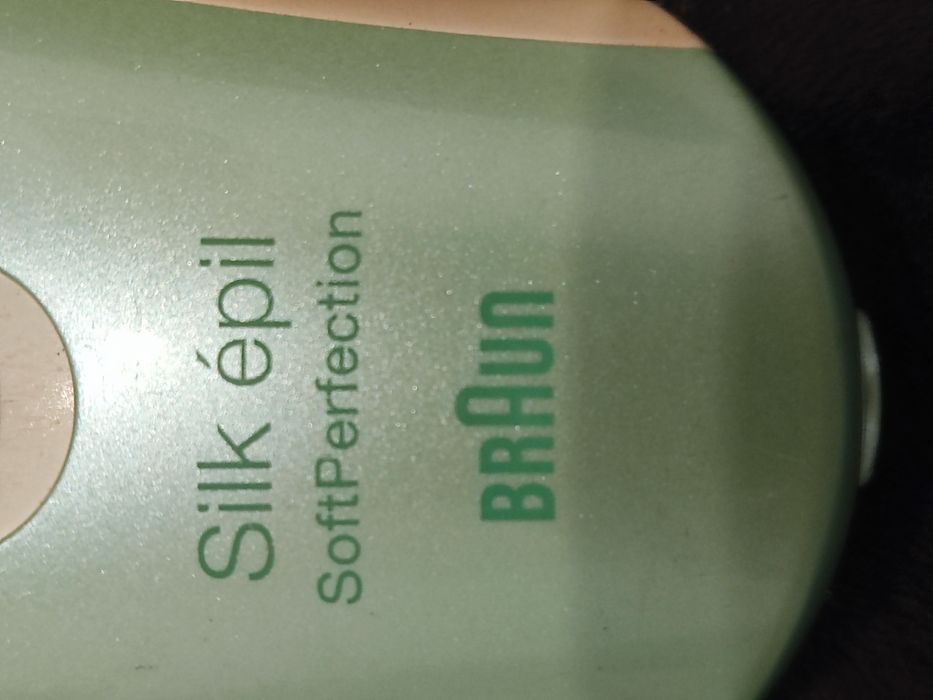 Silk épil
SoftPerfection
BRAUN